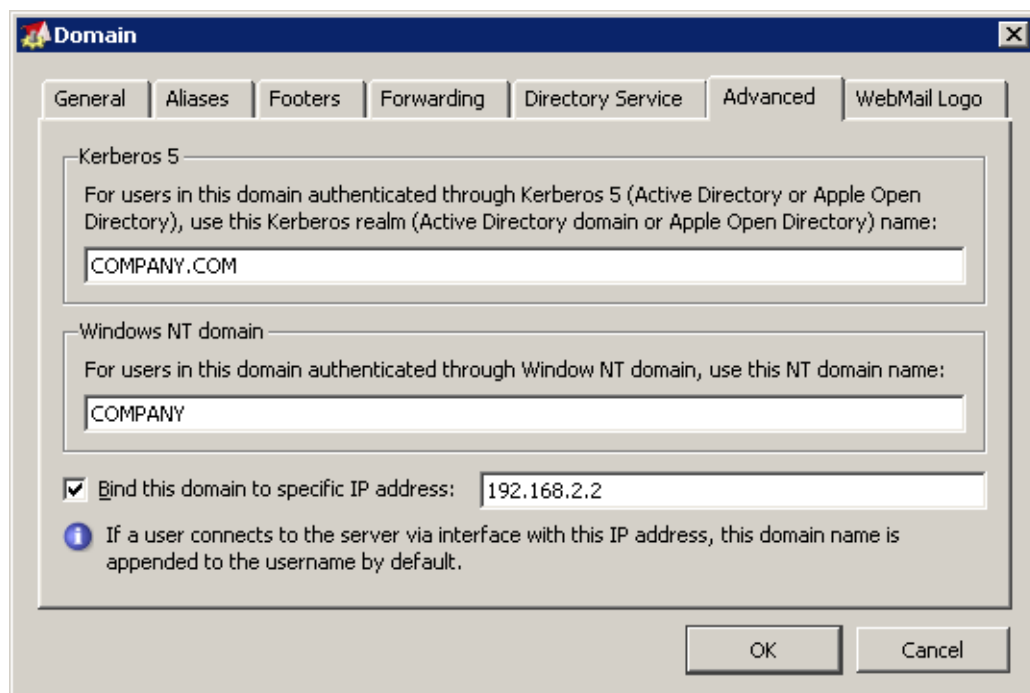 Domain
General Aliases Footers Forwarding Directory Service Advanced WebMail Logo
Kerberos 5
For users in this domain authenticated through Kerberos 5 (Active Directory or Apple Open
Directory), use this Kerberos realm (Active Directory domain or Apple Open Directory) name:
COMPANY.COM
Windows NT domain
For users in this domain authenticated through Window NT domain, use this NT domain name:
COMPANY
Bind this domain to specific IP address: 192.168.2.2
If a user connects to the server via interface with this IP address, this domain name is
appended to the username by default.
OK Cancel